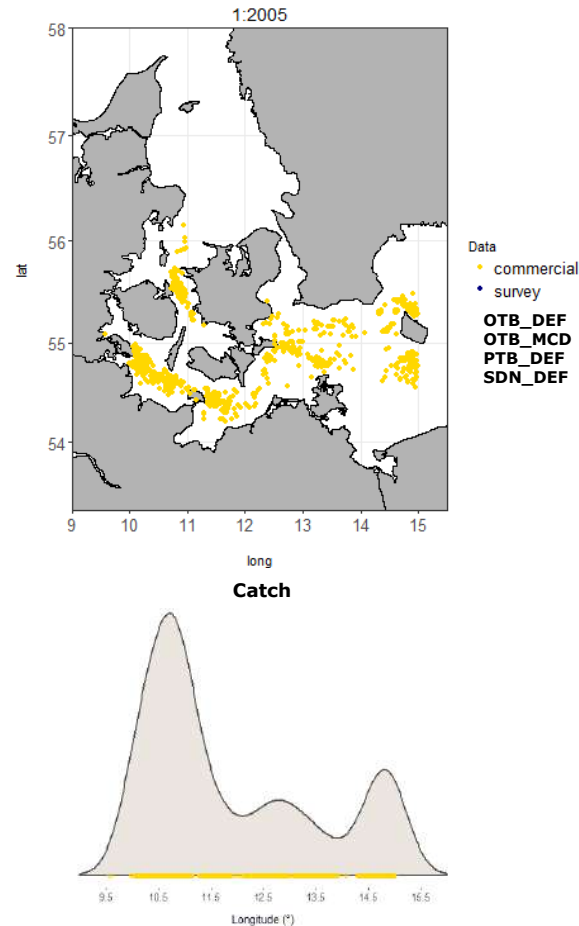 1:2005
58
57
56
55
54
lat
9 10 11 12 13 14 15
long
Data
commercial
survey
OTB_DEF
OTB_MCD
PTB_DEF
SDN_DEF
Catch
9.5 10.5 11.5 12.5 13.5 14.5 15.5
Longitude (°)